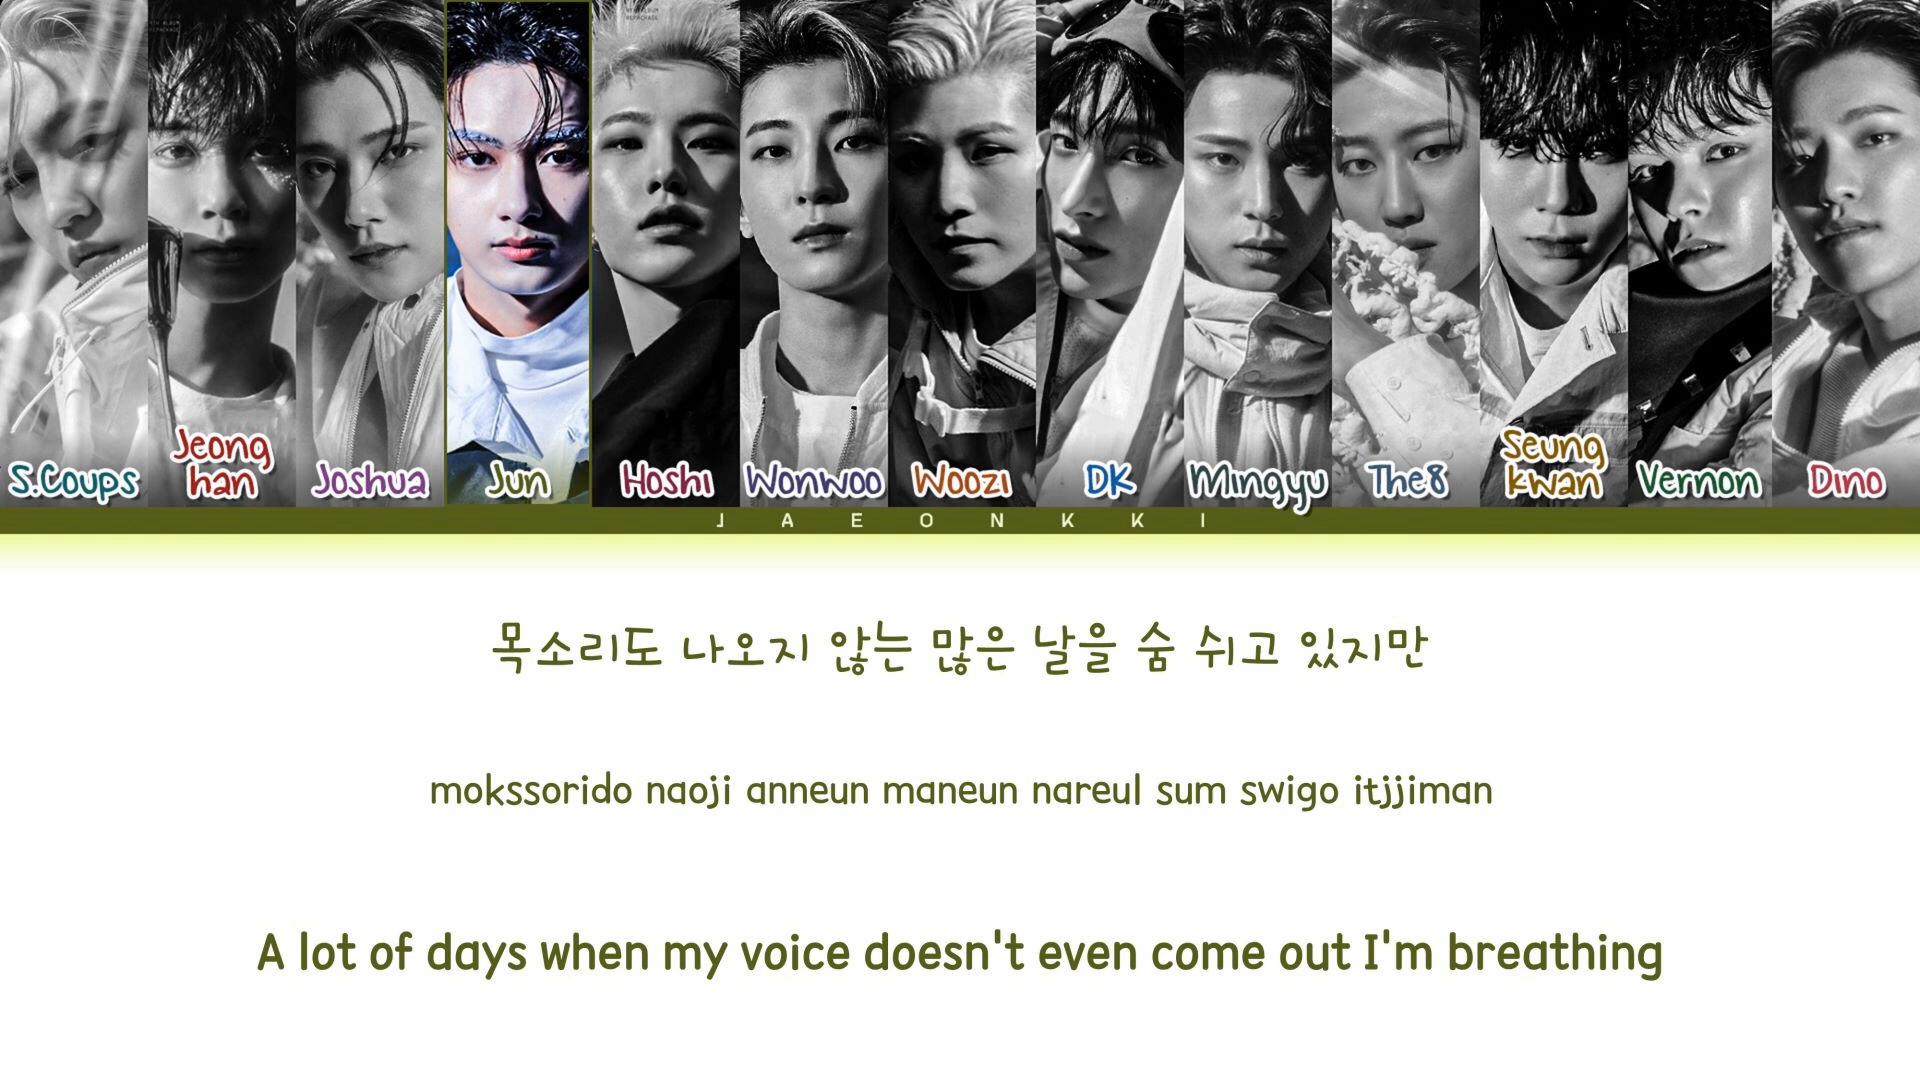 S.Coups
Jeong
han
Joshua
Jun
Hoshi
Wonwoo
Woozi
DK
Mingyu
The8
Seung
kwan
Vernon
Dino
JAEONKKI
목소리도 나오지 않는 많은 날을 숨 쉬고 있지만
mokssorido naoji anneun maneun nareul sum swigo itjjiman
A lot of days when my voice doesn't even come out I'm breathing